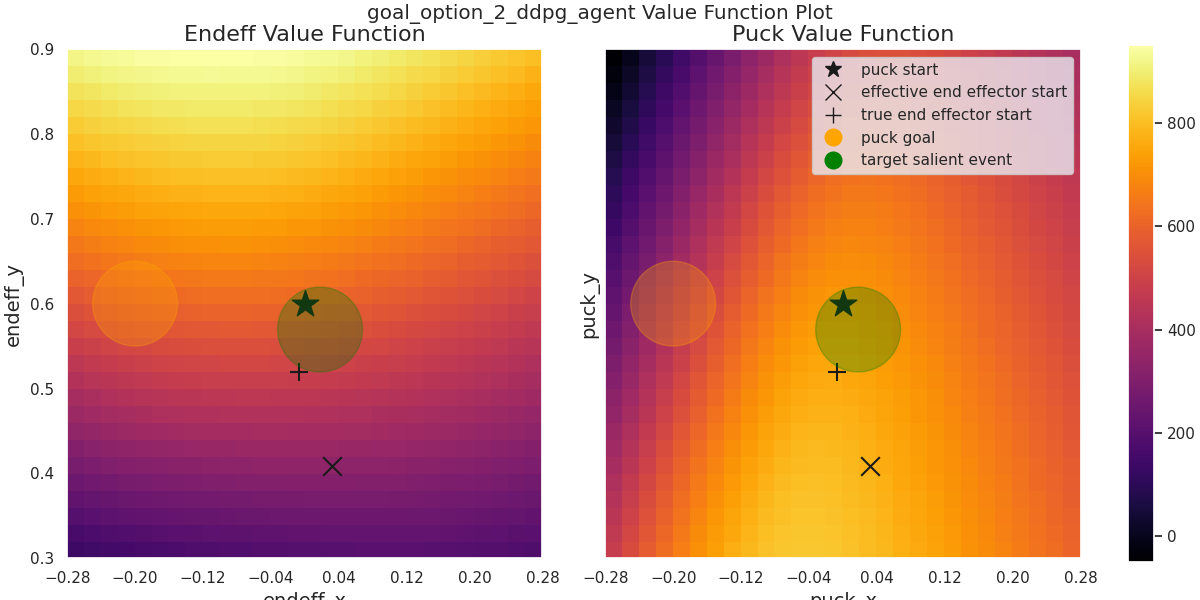 goal_option_2_ddpg_agent Value Function Plot
Endeff Value Function
Puck Value Function
puck start
effective end effector start
true end effector start
puck goal
target salient event
endeff_y
0.9
0.8
0.7
0.6
0.5
0.4
0.3
−0.28 −0.20 −0.12 −0.04 0.04 0.12 0.20 0.28
endeff_x
puck_y
−0.28 −0.20 −0.12 −0.04 0.04 0.12 0.20 0.28
puck_x
800
600
400
200
0